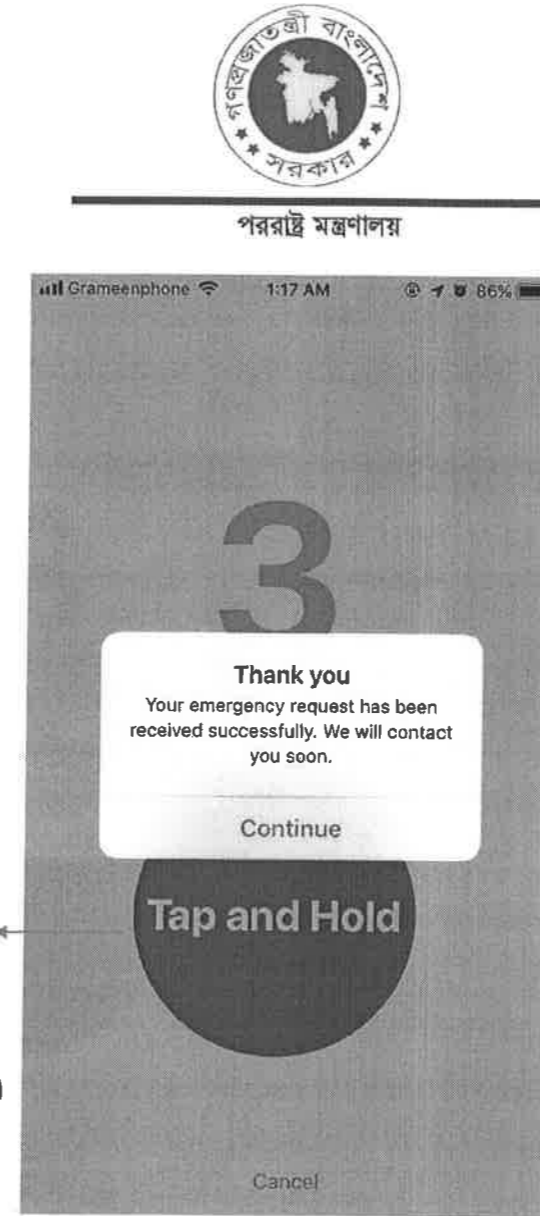 গণপ্রজাতন্ত্রী বাংলাদেশ
সরকার
পররাষ্ট্র মন্ত্রণালয়
Grameenphone 1:17 AM 86%
3
Thank you
Your emergency request has been
received successfully. We will contact
you soon.
Continue
Tap and Hold
Cancel